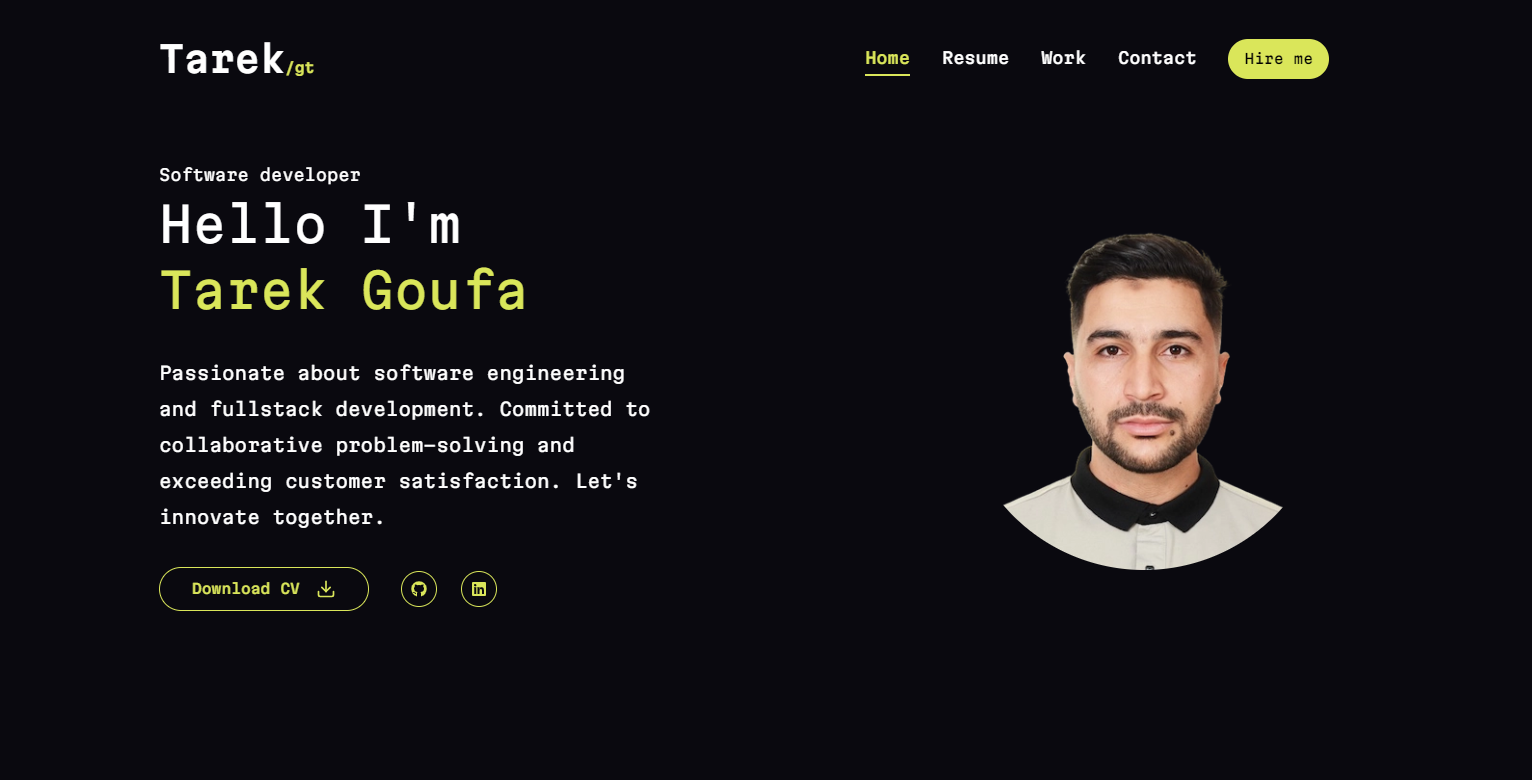 Tarek/gt
Home Resume Work Contact Hire me
Software developer
Hello I'm
Tarek Goufa
Passionate about software engineering
and fullstack development. Committed to
collaborative problem-solving and
exceeding customer satisfaction. Let's
innovate together.
Download CV
in